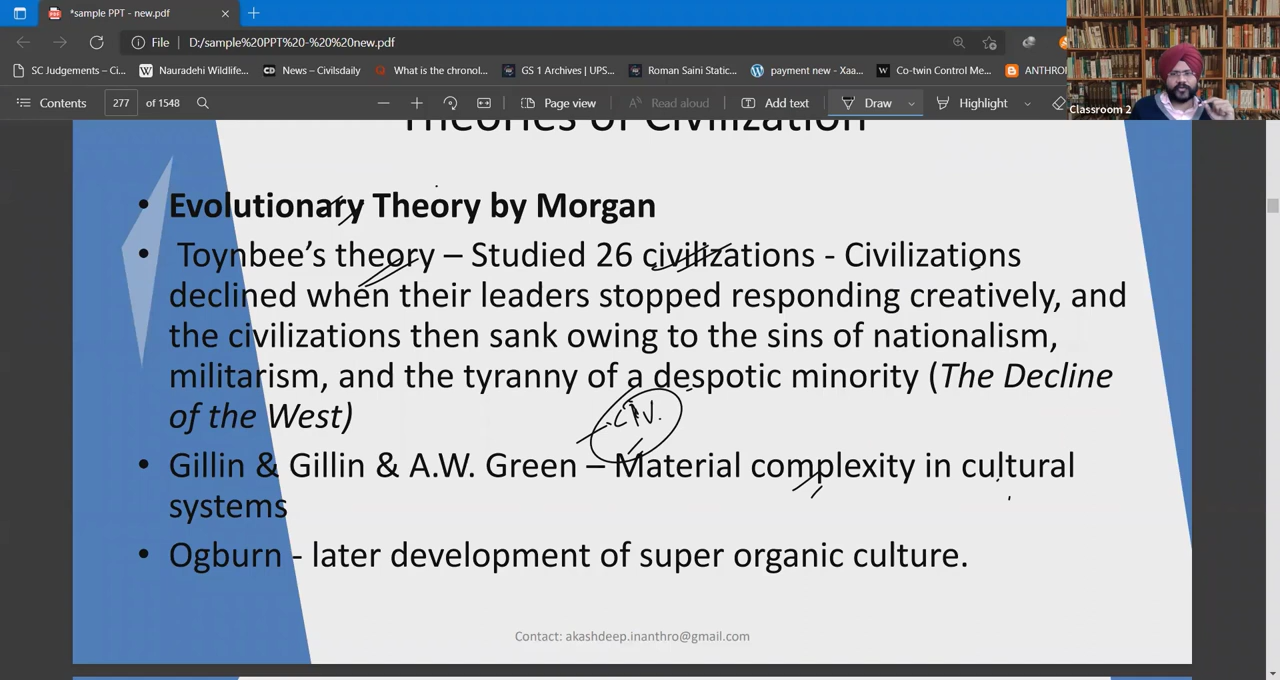 *sample PPT - new.pdf
File | D:/sample%20PPT%20-%20%20new.pdf
SC Judgements – Ci... Nauradehi Wildlife... News – Civilsdaily What is the chronol... GS 1 Archives | UPS... Roman Saini Static... payment new - Xaa... Co-twin Control Me... ANTHRO
Contents 277 of 1548 Page view Read aloud Add text Draw Highlight
Classroom 2
Theories of Civilization
• Evolutionary Theory by Morgan
• Toynbee’s theory – Studied 26 civilizations - Civilizations
declined when their leaders stopped responding creatively, and
the civilizations then sank owing to the sins of nationalism,
militarism, and the tyranny of a despotic minority (The Decline
of the West)
civ.
• Gillin & Gillin & A.W. Green – Material complexity in cultural
systems
• Ogburn - later development of super organic culture.
Contact: akashdeep.inanthro@gmail.com